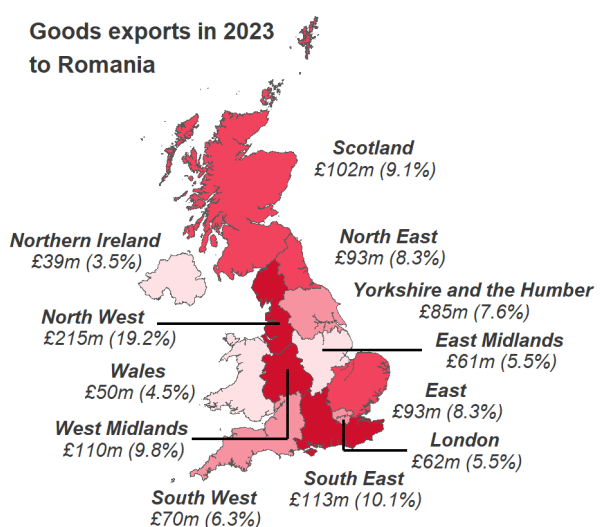 Goods exports in 2023
to Romania
Scotland
£102m (9.1%)
Northern Ireland
£39m (3.5%)
North East
£93m (8.3%)
Yorkshire and the Humber
£85m (7.6%)
North West
£215m (19.2%)
East Midlands
£61m (5.5%)
Wales
£50m (4.5%)
East
£93m (8.3%)
West Midlands
£110m (9.8%)
London
£62m (5.5%)
South East
£113m (10.1%)
South West
£70m (6.3%)